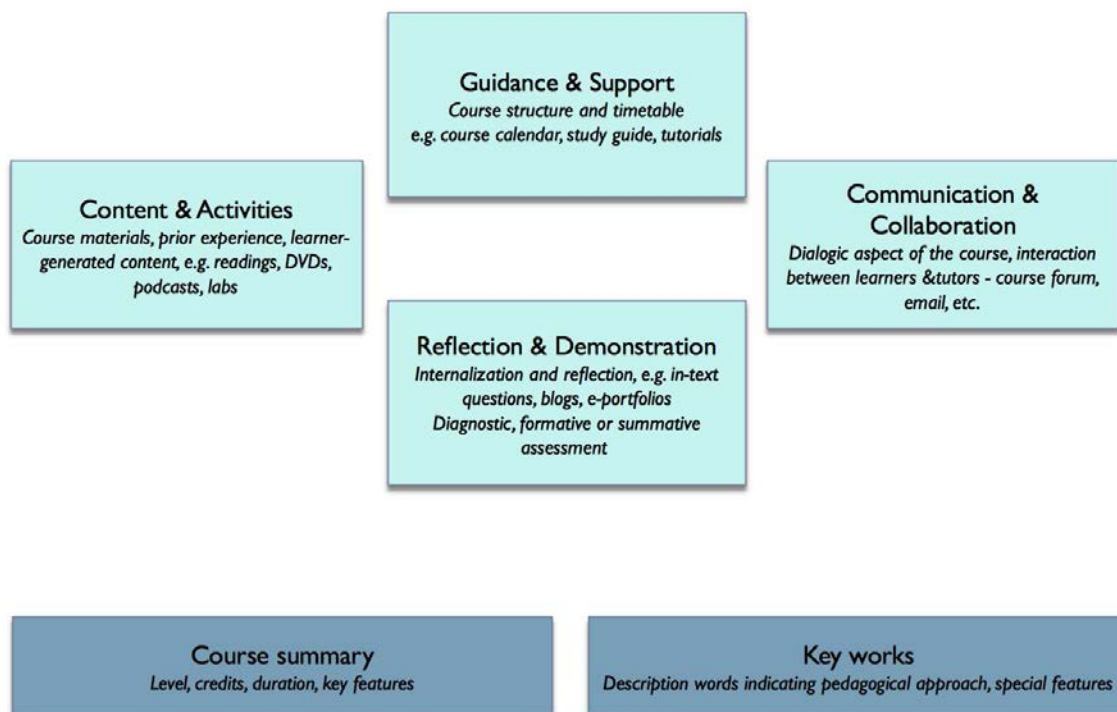 Guidance & Support
Course structure and timetable
e.g. course calendar, study guide, tutorials
Content & Activities
Course materials, prior experience, learner-
generated content, e.g. readings, DVDs,
podcasts, labs
Communication &
Collaboration
Dialogic aspect of the course, interaction
between learners &tutors - course forum,
email, etc.
Reflection & Demonstration
Internalization and reflection, e.g. in-text
questions, blogs, e-portfolios
Diagnostic, formative or summative
assessment
Course summary
Level, credits, duration, key features
Key works
Description words indicating pedagogical approach, special features